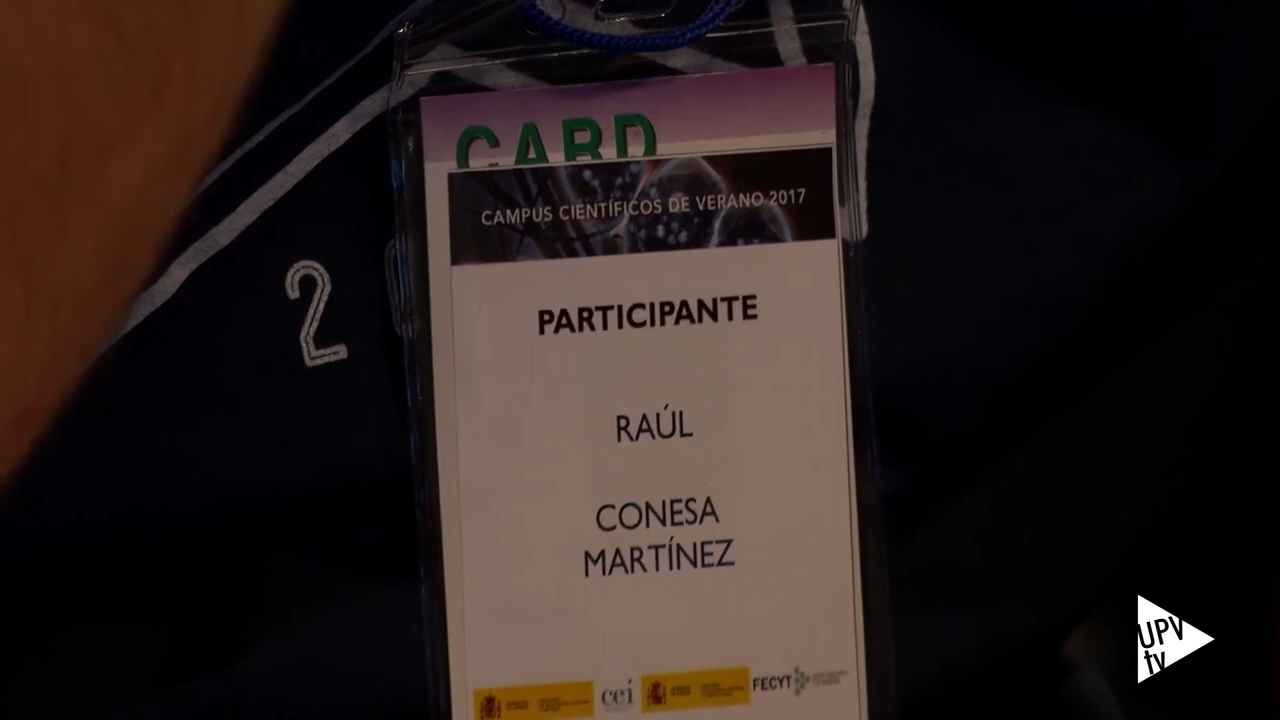 CARD
CAMPUS CIENTÍFICOS DE VERANO 2017
PARTICIPANTE
2
RAÚL
CONESA
MARTÍNEZ
cei
FECYT
UPV
tv